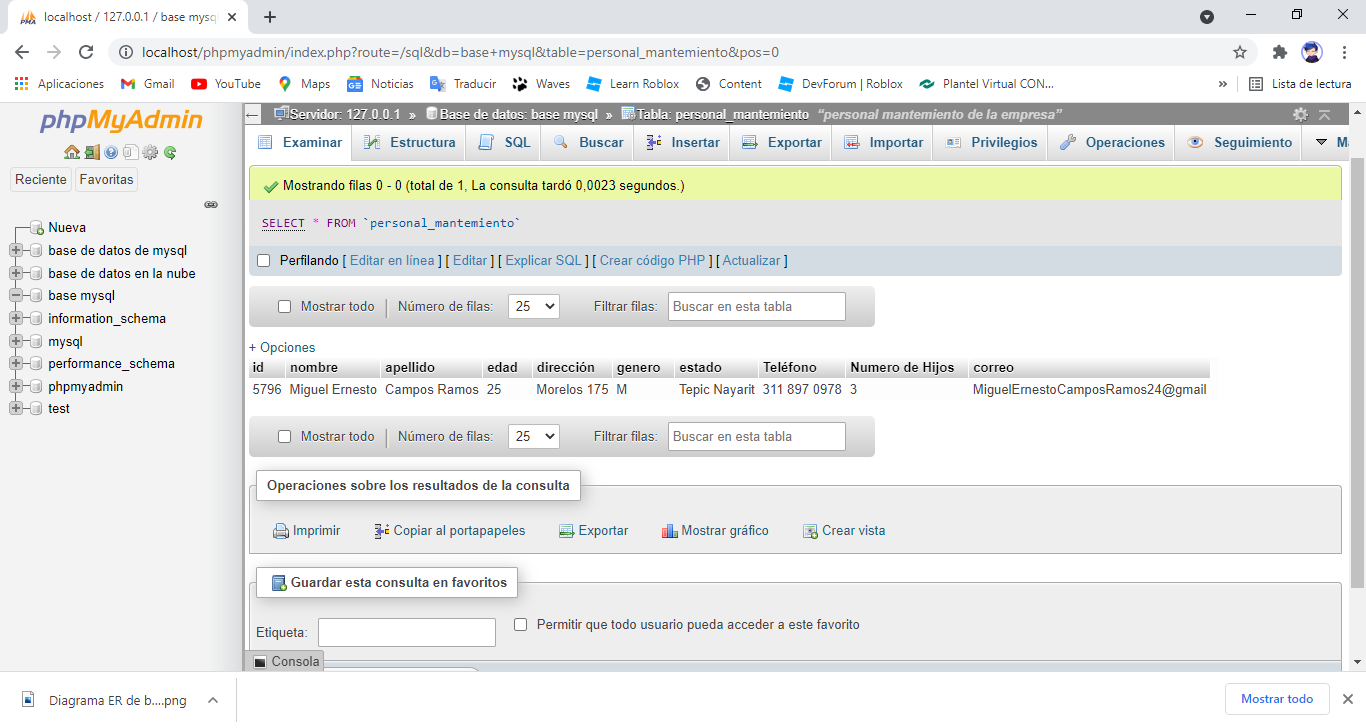 localhost / 127.0.0.1 / base mysq
localhost/phpmyadmin/index.php?route=/sql&db=base+mysql&table=personal_mantemiento&pos=0
Aplicaciones Gmail YouTube Maps Noticias Traducir Waves Learn Roblox Content DevForum | Roblox Plantel Virtual CON... » Lista de lectura
phpMyAdmin
Reciente Favoritas
Nueva
base de datos de mysql
base de datos en la nube
base mysql
information_schema
mysql
performance_schema
phpmyadmin
test
Servidor: 127.0.0.1 » Base de datos: base mysql » Tabla: personal_mantemiento "personal mantemiento de la empresa"
Examinar Estructura SQL Buscar Insertar Exportar Importar Privilegios Operaciones Seguimiento M
Mostrando filas 0 - 0 (total de 1, La consulta tardó 0,0023 segundos.)
SELECT * FROM `personal_mantemiento`
Perfilando [ Editar en línea ] [ Editar ] [ Explicar SQL ] [ Crear código PHP ] [ Actualizar ]
Mostrar todo Número de filas: 25 Filtrar filas: Buscar en esta tabla
+ Opciones
id nombre apellido edad dirección genero estado Teléfono Numero de Hijos correo
5796 Miguel Ernesto Campos Ramos 25 Morelos 175 M Tepic Nayarit 311 897 0978 3 MiguelErnestoCamposRamos24@gmail
Mostrar todo Número de filas: 25 Filtrar filas: Buscar en esta tabla
Operaciones sobre los resultados de la consulta
Imprimir Copiar al portapapeles Exportar Mostrar gráfico Crear vista
Guardar esta consulta en favoritos
Etiqueta: Permitir que todo usuario pueda acceder a este favorito
Consola
Diagrama ER de b....png Mostrar todo